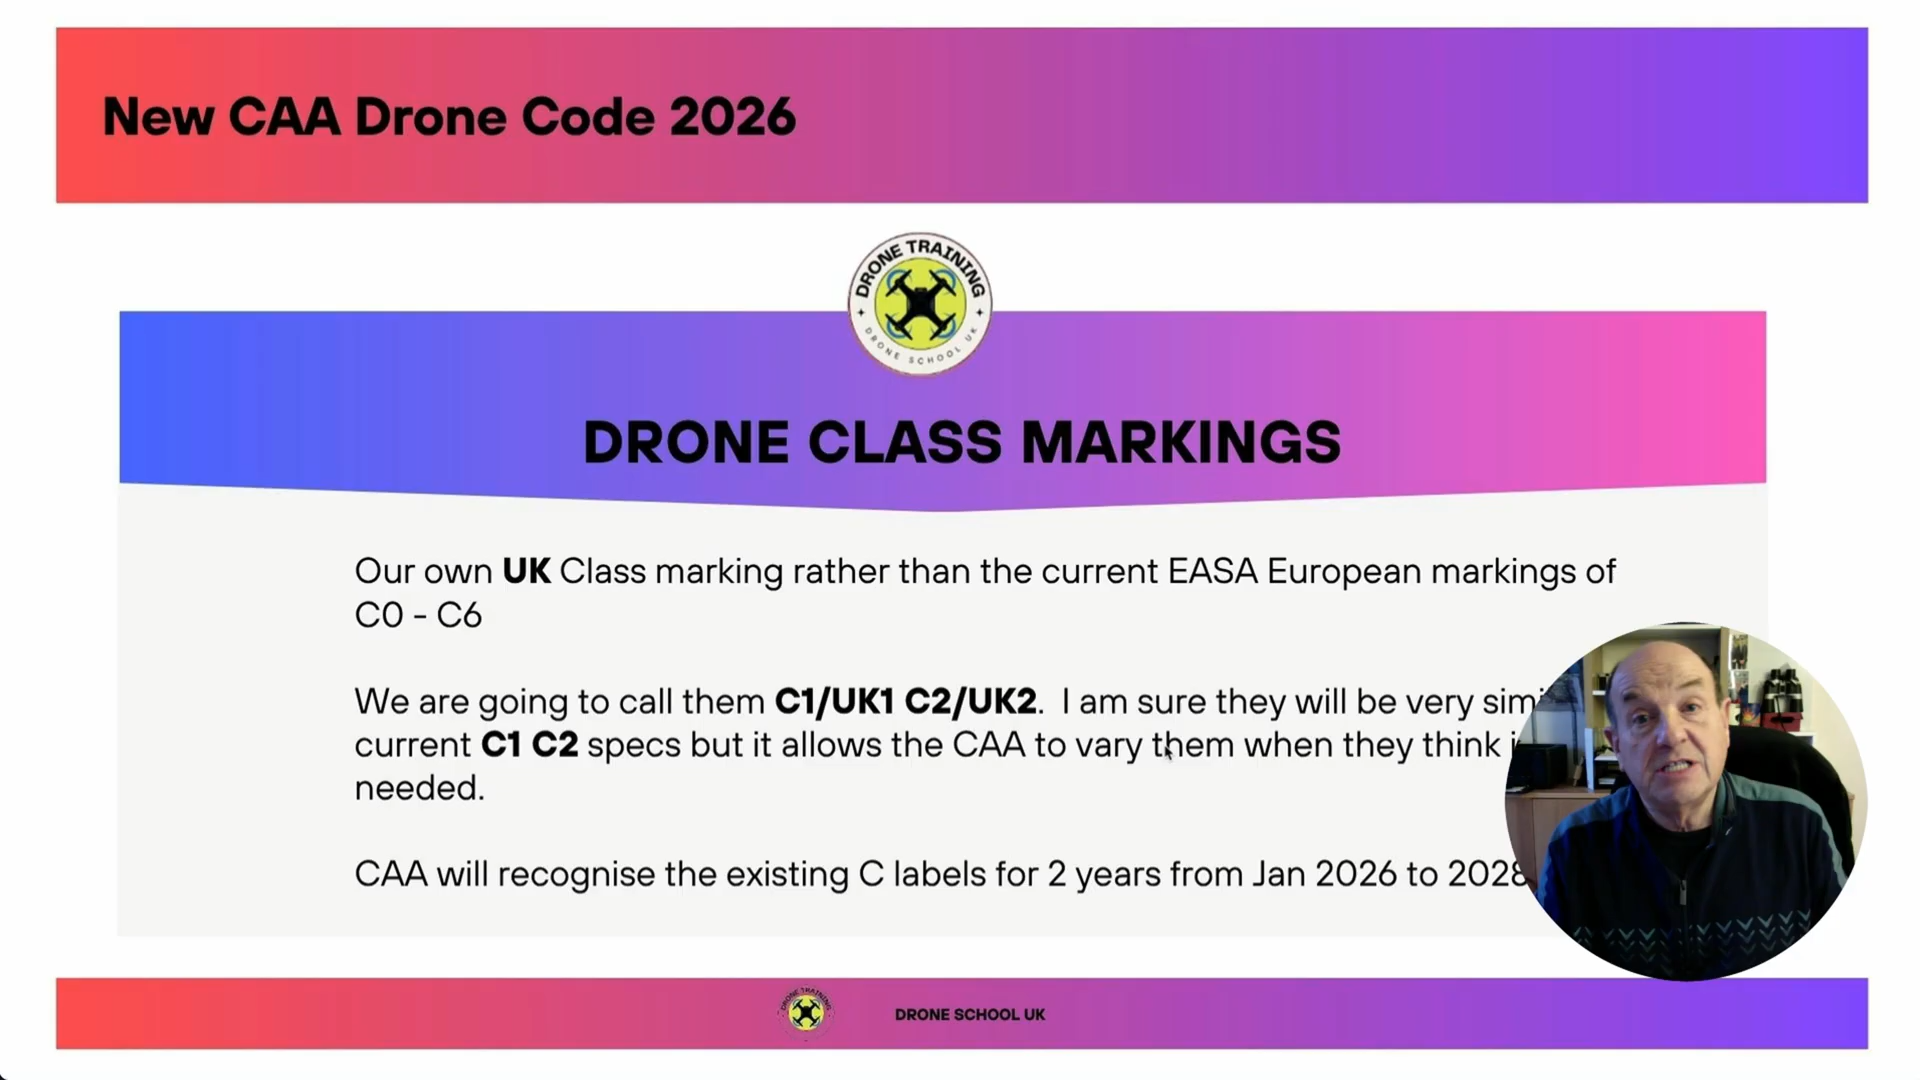 New CAA Drone Code 2026
DRONE TRAINING
DRONE SCHOOL UK
DRONE CLASS MARKINGS
Our own UK Class marking rather than the current EASA European markings of
C0 - C6
We are going to call them C1/UK1 C2/UK2. I am sure they will be very
current C1 C2 specs but it allows the CAA to vary them when they think
needed.
CAA will recognise the existing C labels for 2 years from Jan 2026 to 2028
DRONE TRAINING
DRONE SCHOOL UK